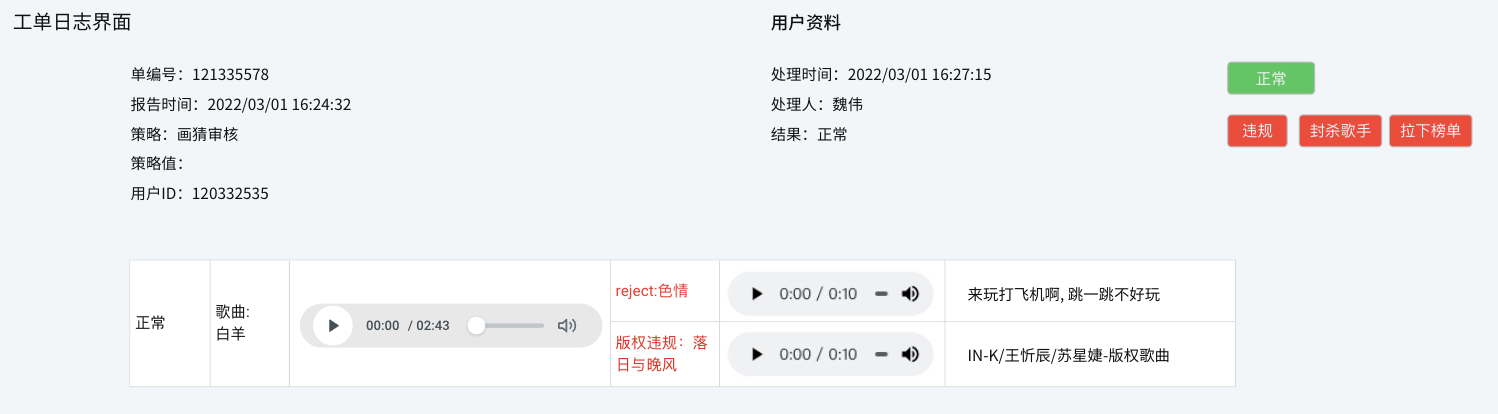 工单日志界面
用户资料
单编号：121335578
报告时间：2022/03/01 16:24:32
策略：画猜审核
策略值：
用户ID：120332535
处理时间：2022/03/01 16:27:15
处理人：魏伟
结果：正常
正常
违规
封杀歌手
拉下榜单
正常
歌曲:
白羊
00:00 / 02:43
reject:色情
0:00 / 0:10
来玩打飞机啊, 跳一跳不好玩
版权违规：落
日与晚风
0:00 / 0:10
IN-K/王忻辰/苏星婕-版权歌曲